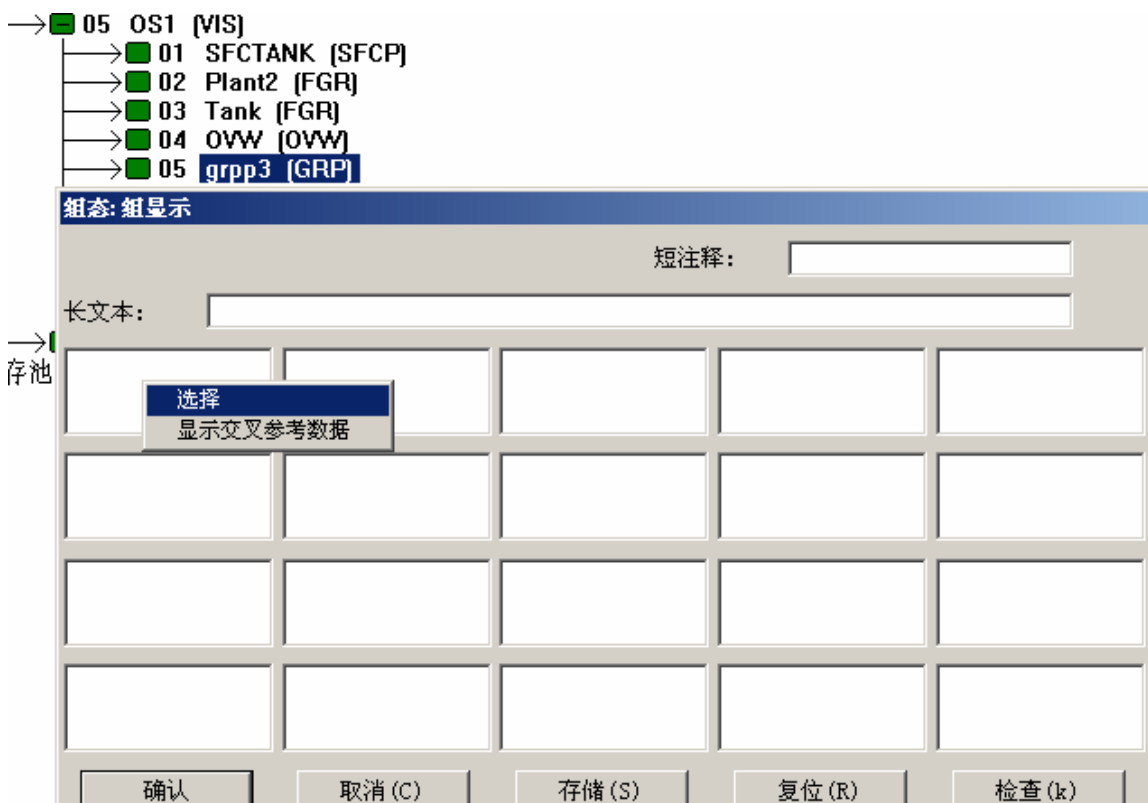 05 OS1 (VIS)
01 SFCTANK (SFCP)
02 Plant2 (FGR)
03 Tank (FGR)
04 OVW (OVW)
05 grpp3 (GRP)
组态: 组显示
短注释：
长文本：
存池
选择
显示交叉参考数据
确认 取消(C) 存储(S) 复位(R) 检查(k)